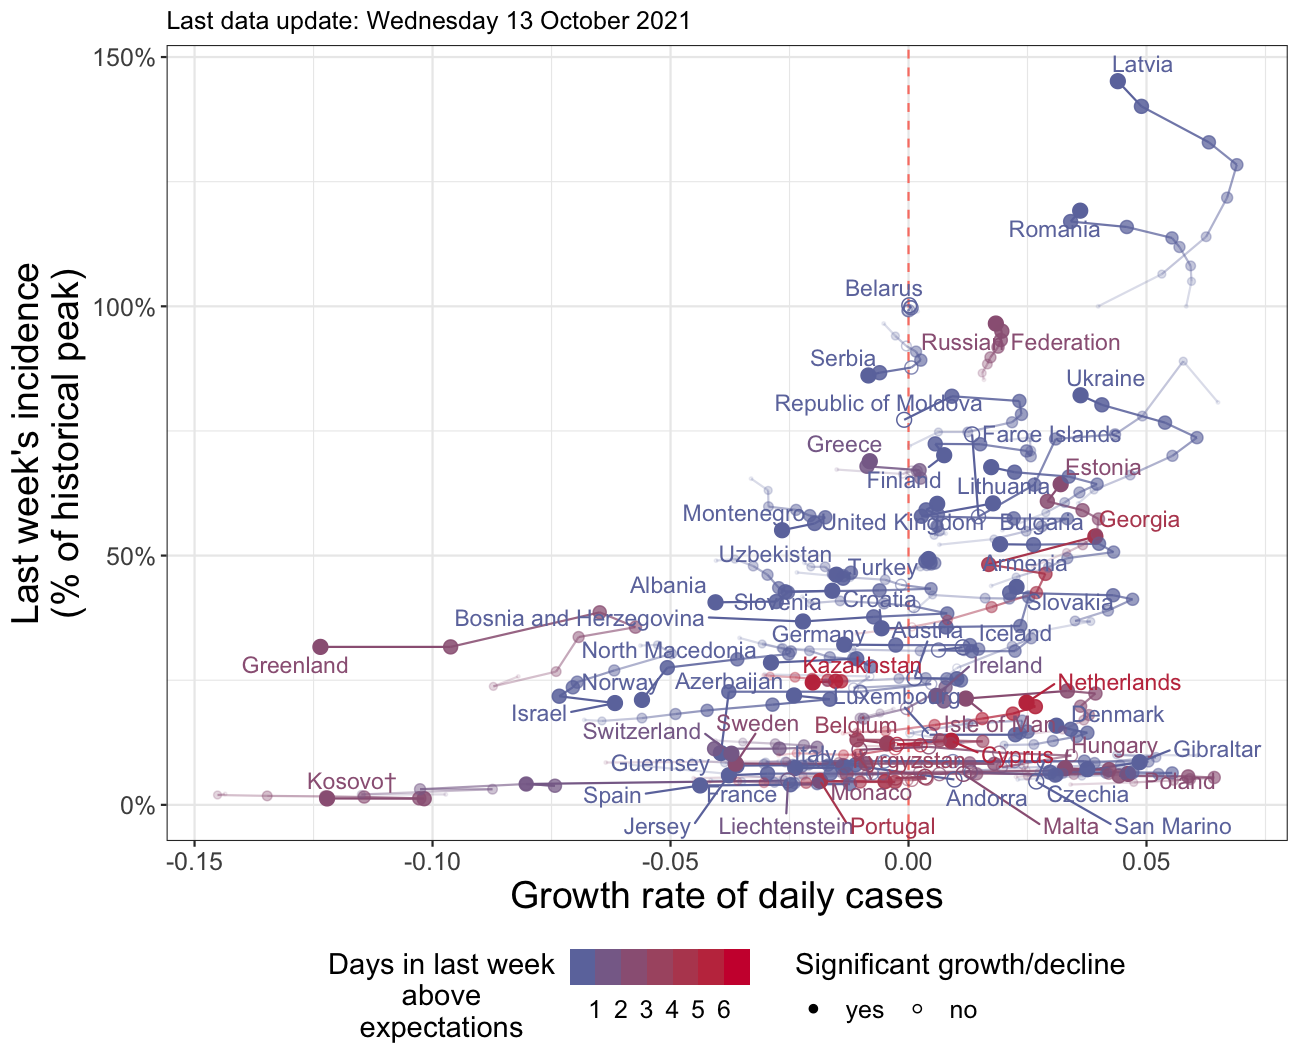 Last data update: Wednesday 13 October 2021
150%
100%
50%
0%
Last week's incidence
(% of historical peak)
Latvia
Romania
Belarus
Russian Federation
Serbia
Ukraine
Republic of Moldova
Faroe Islands
Greece
Estonia
Finland
Lithuania
Montenegro
United Kingdom
Bulgaria
Georgia
Uzbekistan
Turkey
Armenia
Albania
Slovenia
Croatia
Slovakia
Bosnia and Herzegovina
Germany
Austria
Iceland
Greenland
North Macedonia
Kazakhstan
Ireland
Norway
Azerbaijan
Luxembourg
Netherlands
Israel
Switzerland
Sweden
Belgium
Isle of Man
Denmark
Guernsey
Italy
Kyrgyzstan
Cyprus
Hungary
Gibraltar
Kosovo†
Spain
France
Monaco
Andorra
Czechia
Poland
Jersey
Liechtenstein
Portugal
Malta
San Marino
-0.15
-0.10
-0.05
0.00
0.05
Growth rate of daily cases
Days in last week
above
expectations
1 2 3 4 5 6
Significant growth/decline
yes
no